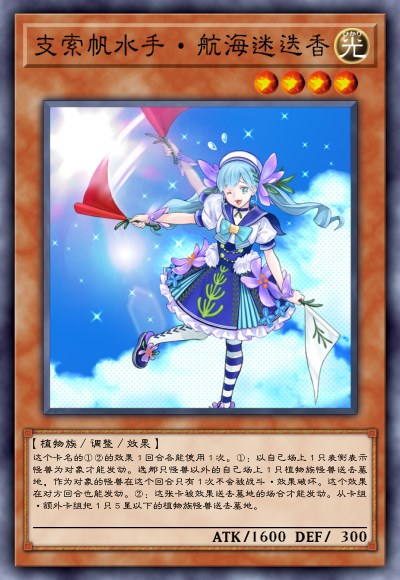 支索帆水手·航海迷迭香
光
【植物族/调整/效果】
这个卡名的①②的效果1回合各能使用1次。①：以自己场上1只表侧表示
怪兽为对象才能发动。选那只怪兽以外的自己场上1只植物族怪兽送去墓
地，作为对象的怪兽在这个回合只有1次不会被战斗·效果破坏。这个效果
在对方回合也能发动。②：这张卡被效果送去墓地的场合才能发动。从卡组
·额外卡组把1只5星以下的植物族怪兽送去墓地。
ATK/1600 DEF/ 300